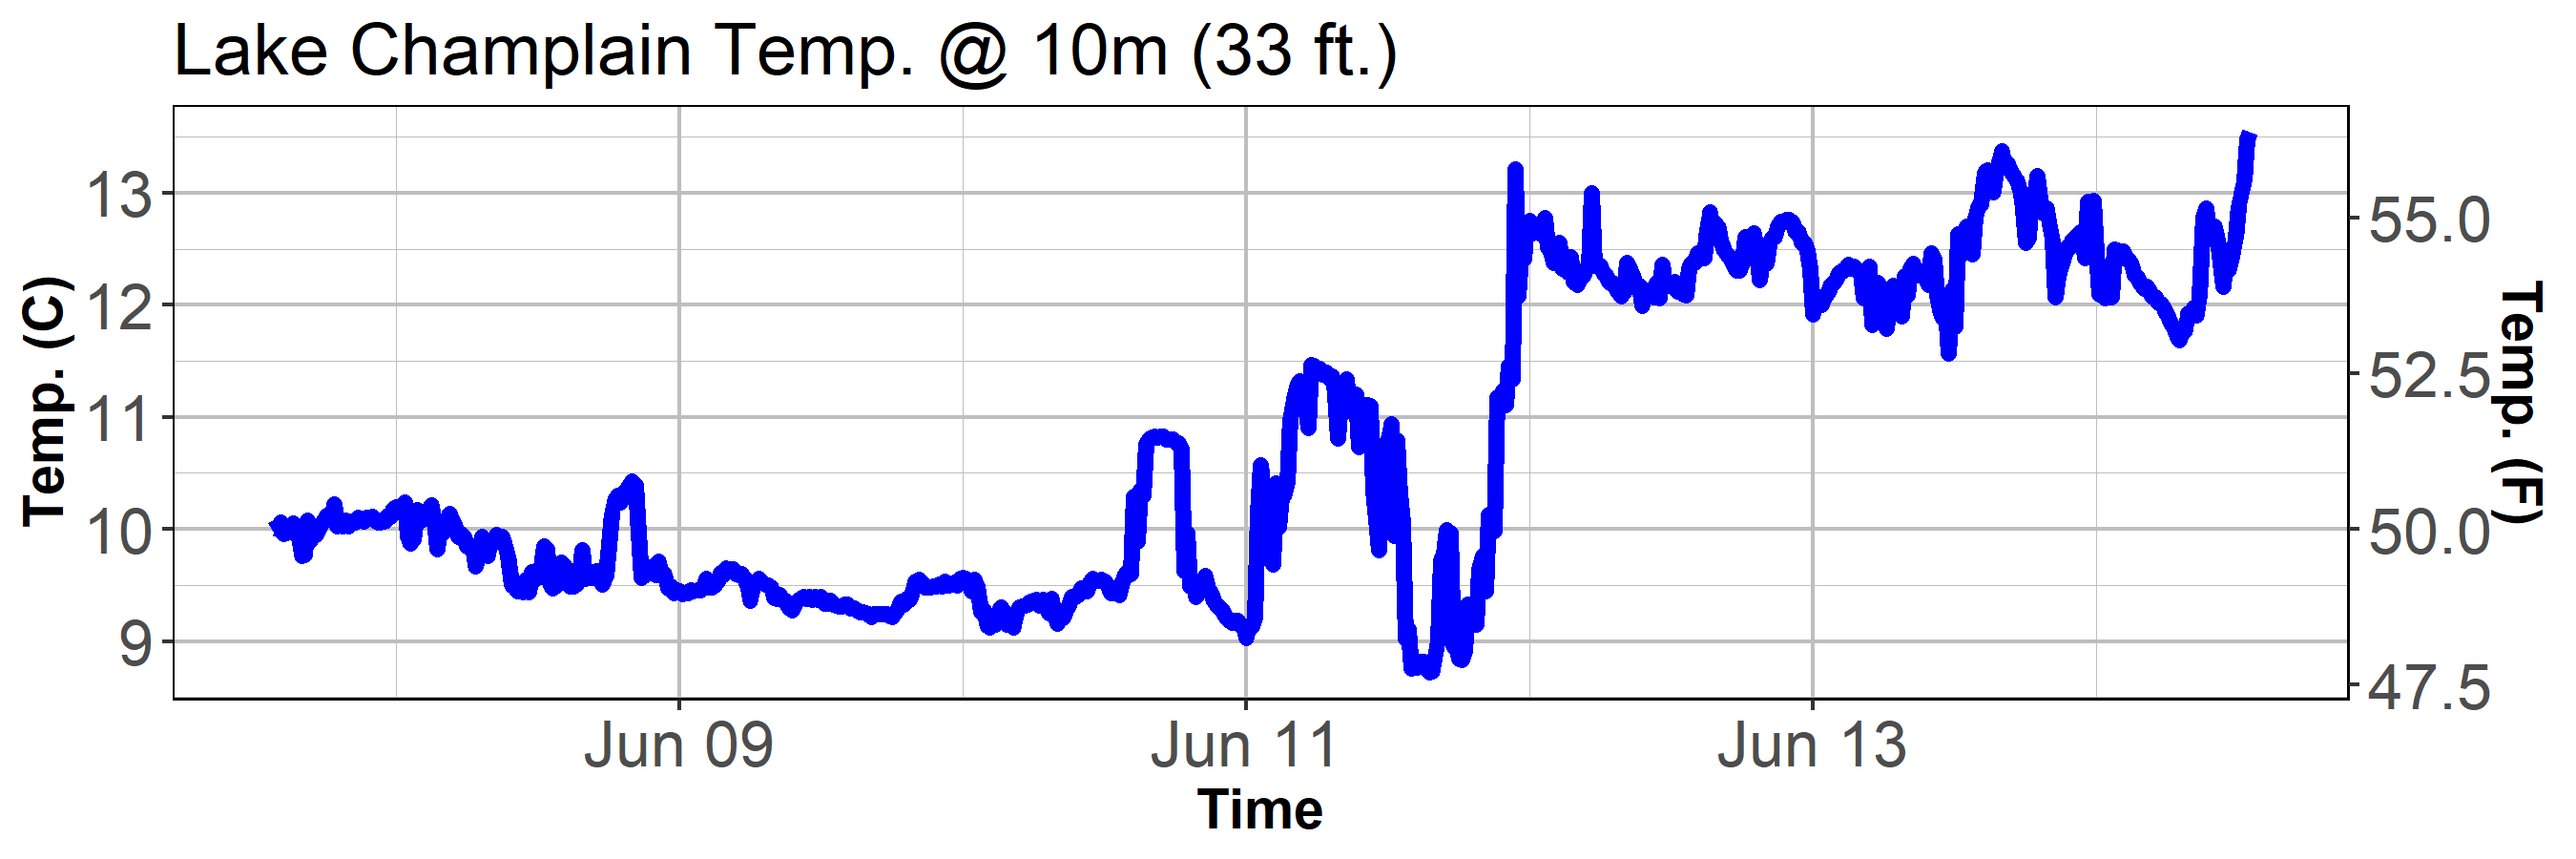 Lake Champlain Temp. @ 10m (33 ft.)
Temp. (C)
13
12
11
10
9
55.0
52.5
50.0
47.5
Temp. (F)
Jun 09
Jun 11
Jun 13
Time